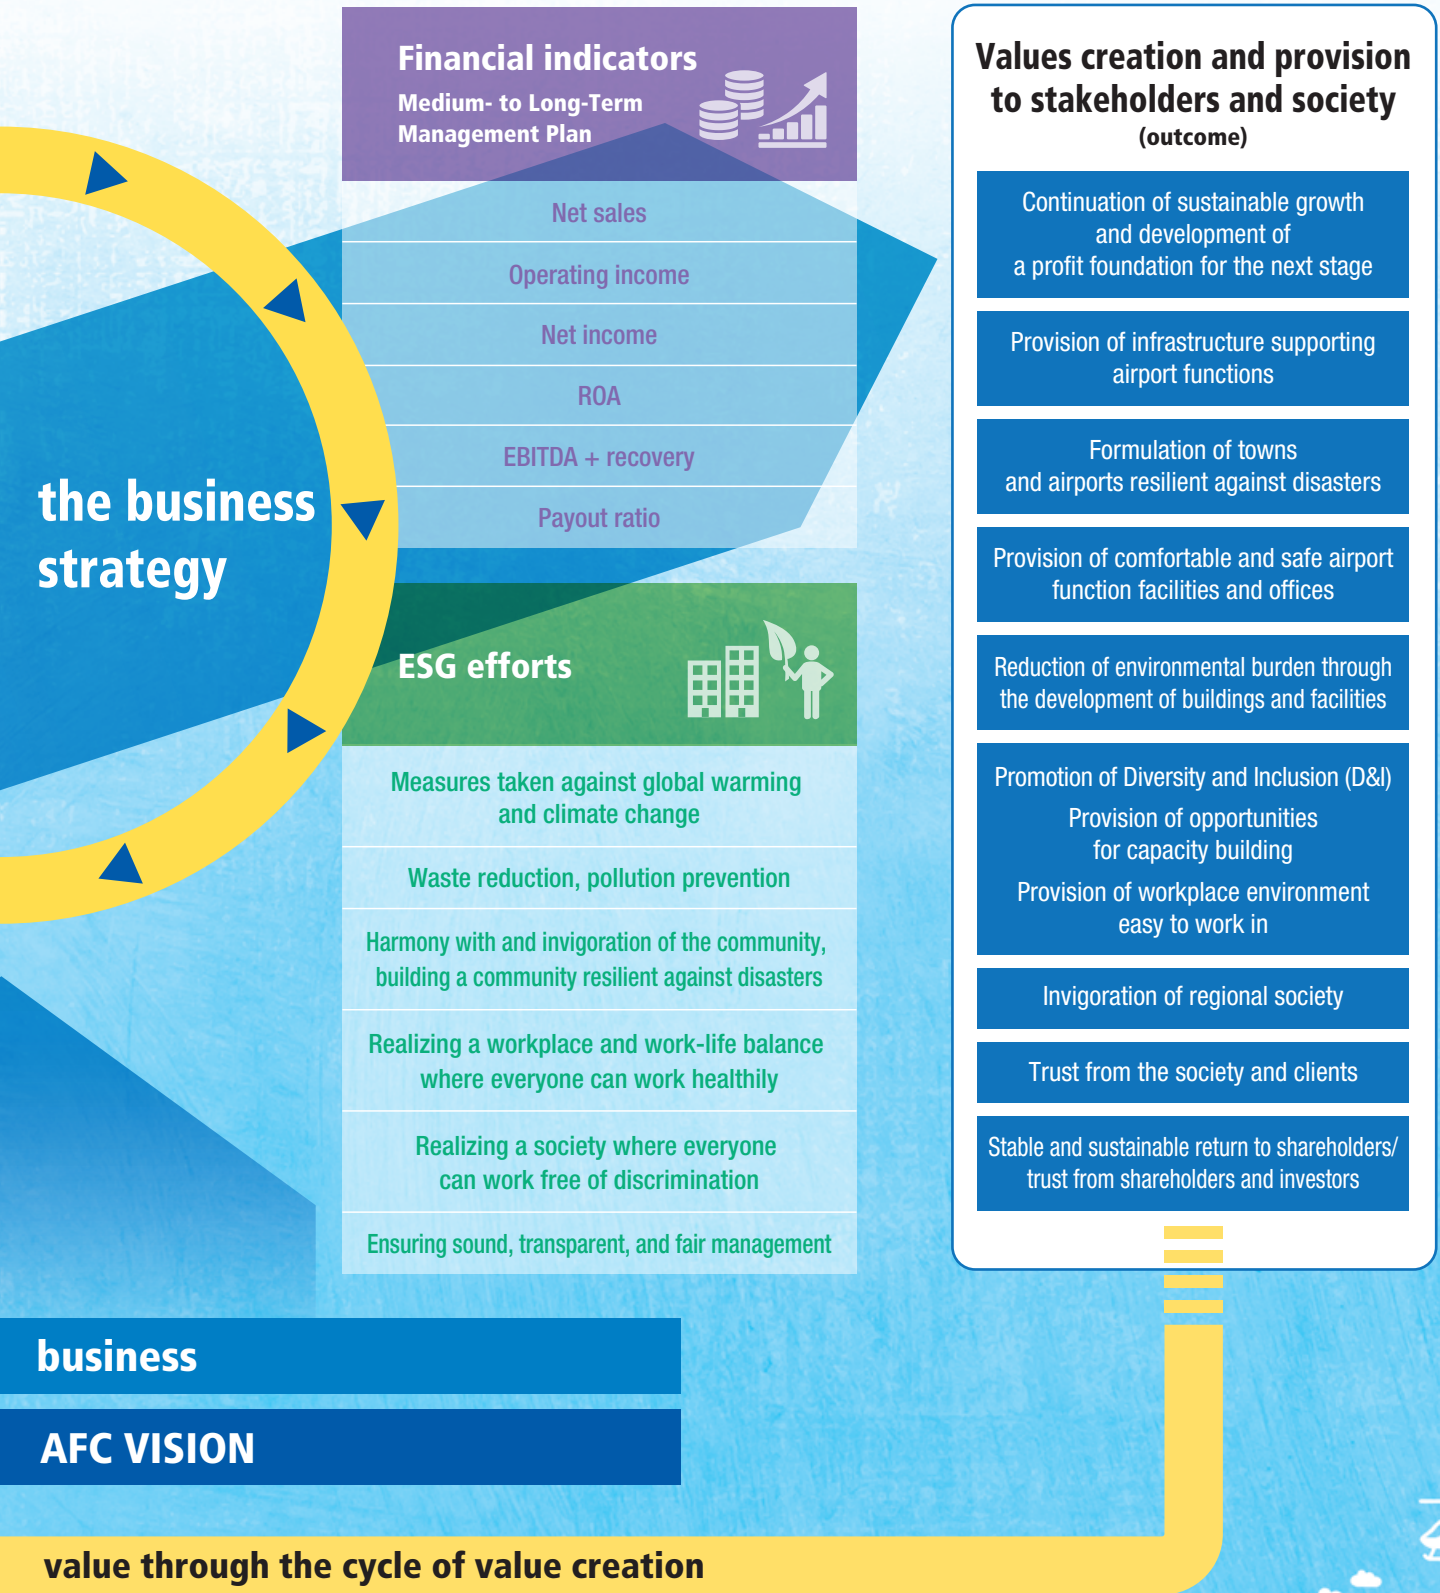 Financial indicators
Medium- to Long-Term
Management Plan
Net sales
Operating income
Net income
ROA
EBITDA + recovery
Payout ratio
the business
strategy
ESG efforts
Measures taken against global warming
and climate change
Waste reduction, pollution prevention
Harmony with and invigoration of the community,
building a community resilient against disasters
Realizing a workplace and work-life balance
where everyone can work healthily
Realizing a society where everyone
can work free of discrimination
Ensuring sound, transparent, and fair management
Values creation and provision
to stakeholders and society
(outcome)
Continuation of sustainable growth
and development of
a profit foundation for the next stage
Provision of infrastructure supporting
airport functions
Formulation of towns
and airports resilient against disasters
Provision of comfortable and safe airport
function facilities and offices
Reduction of environmental burden through
the development of buildings and facilities
Promotion of Diversity and Inclusion (D&I)
Provision of opportunities
for capacity building
Provision of workplace environment
easy to work in
Invigoration of regional society
Trust from the society and clients
Stable and sustainable return to shareholders/
trust from shareholders and investors
business
AFC VISION
value through the cycle of value creation